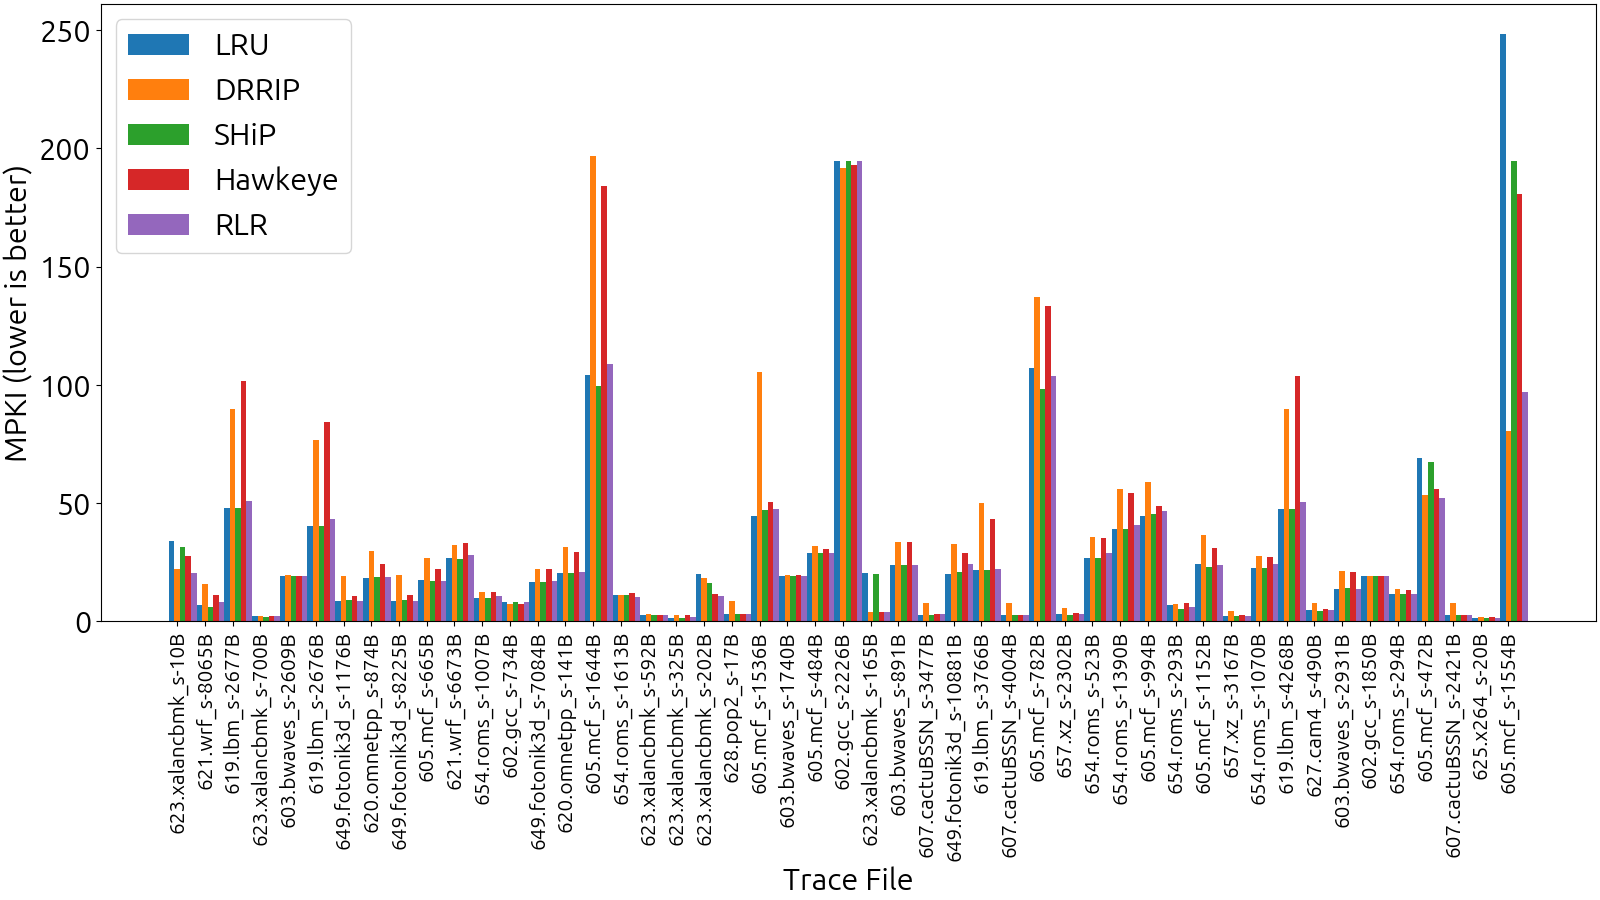 MPKI (lower is better)
250
200
150
100
50
0
LRU
DRRIP
SHiP
Hawkeye
RLR
623.xalancbmk_s-10B
621.wrf_s-8065B
619.lbm_s-2677B
623.xalancbmk_s-700B
603.bwaves_s-2609B
619.lbm_s-2676B
649.fotonik3d_s-1176B
620.omnetpp_s-874B
649.fotonik3d_s-8225B
605.mcf_s-665B
621.wrf_s-6673B
654.roms_s-1007B
602.gcc_s-734B
649.fotonik3d_s-7084B
620.omnetpp_s-141B
605.mcf_s-1644B
654.roms_s-1613B
623.xalancbmk_s-592B
623.xalancbmk_s-325B
623.xalancbmk_s-202B
628.pop2_s-17B
605.mcf_s-1536B
603.bwaves_s-1740B
605.mcf_s-484B
602.gcc_s-2226B
623.xalancbmk_s-165B
603.bwaves_s-891B
607.cactuBSSN_s-3477B
649.fotonik3d_s-10881B
619.lbm_s-3766B
607.cactuBSSN_s-4004B
605.mcf_s-782B
657.xz_s-2302B
654.roms_s-523B
654.roms_s-1390B
605.mcf_s-994B
654.roms_s-293B
605.mcf_s-1152B
657.xz_s-3167B
654.roms_s-1070B
619.lbm_s-4268B
627.cam4_s-490B
603.bwaves_s-2931B
602.gcc_s-1850B
654.roms_s-294B
605.mcf_s-472B
607.cactuBSSN_s-2421B
625.x264_s-20B
605.mcf_s-1554B
Trace File